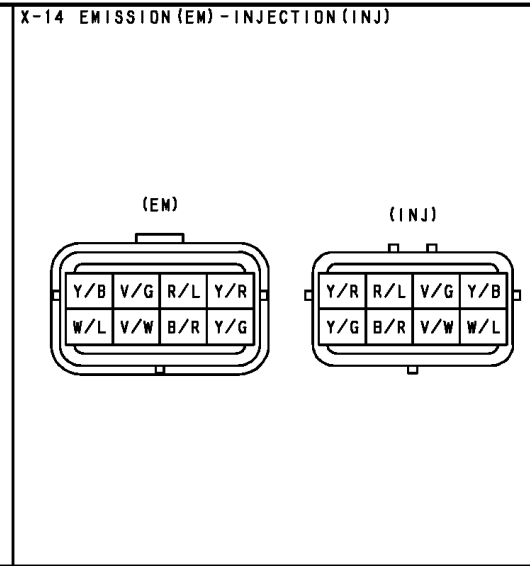 X-14 EMISSION(EM)-INJECTION(INJ)
(EM)
Y/B V/G R/L Y/R
W/L V/W B/R Y/G
(INJ)
Y/R R/L V/G Y/B
Y/G B/R V/W W/L